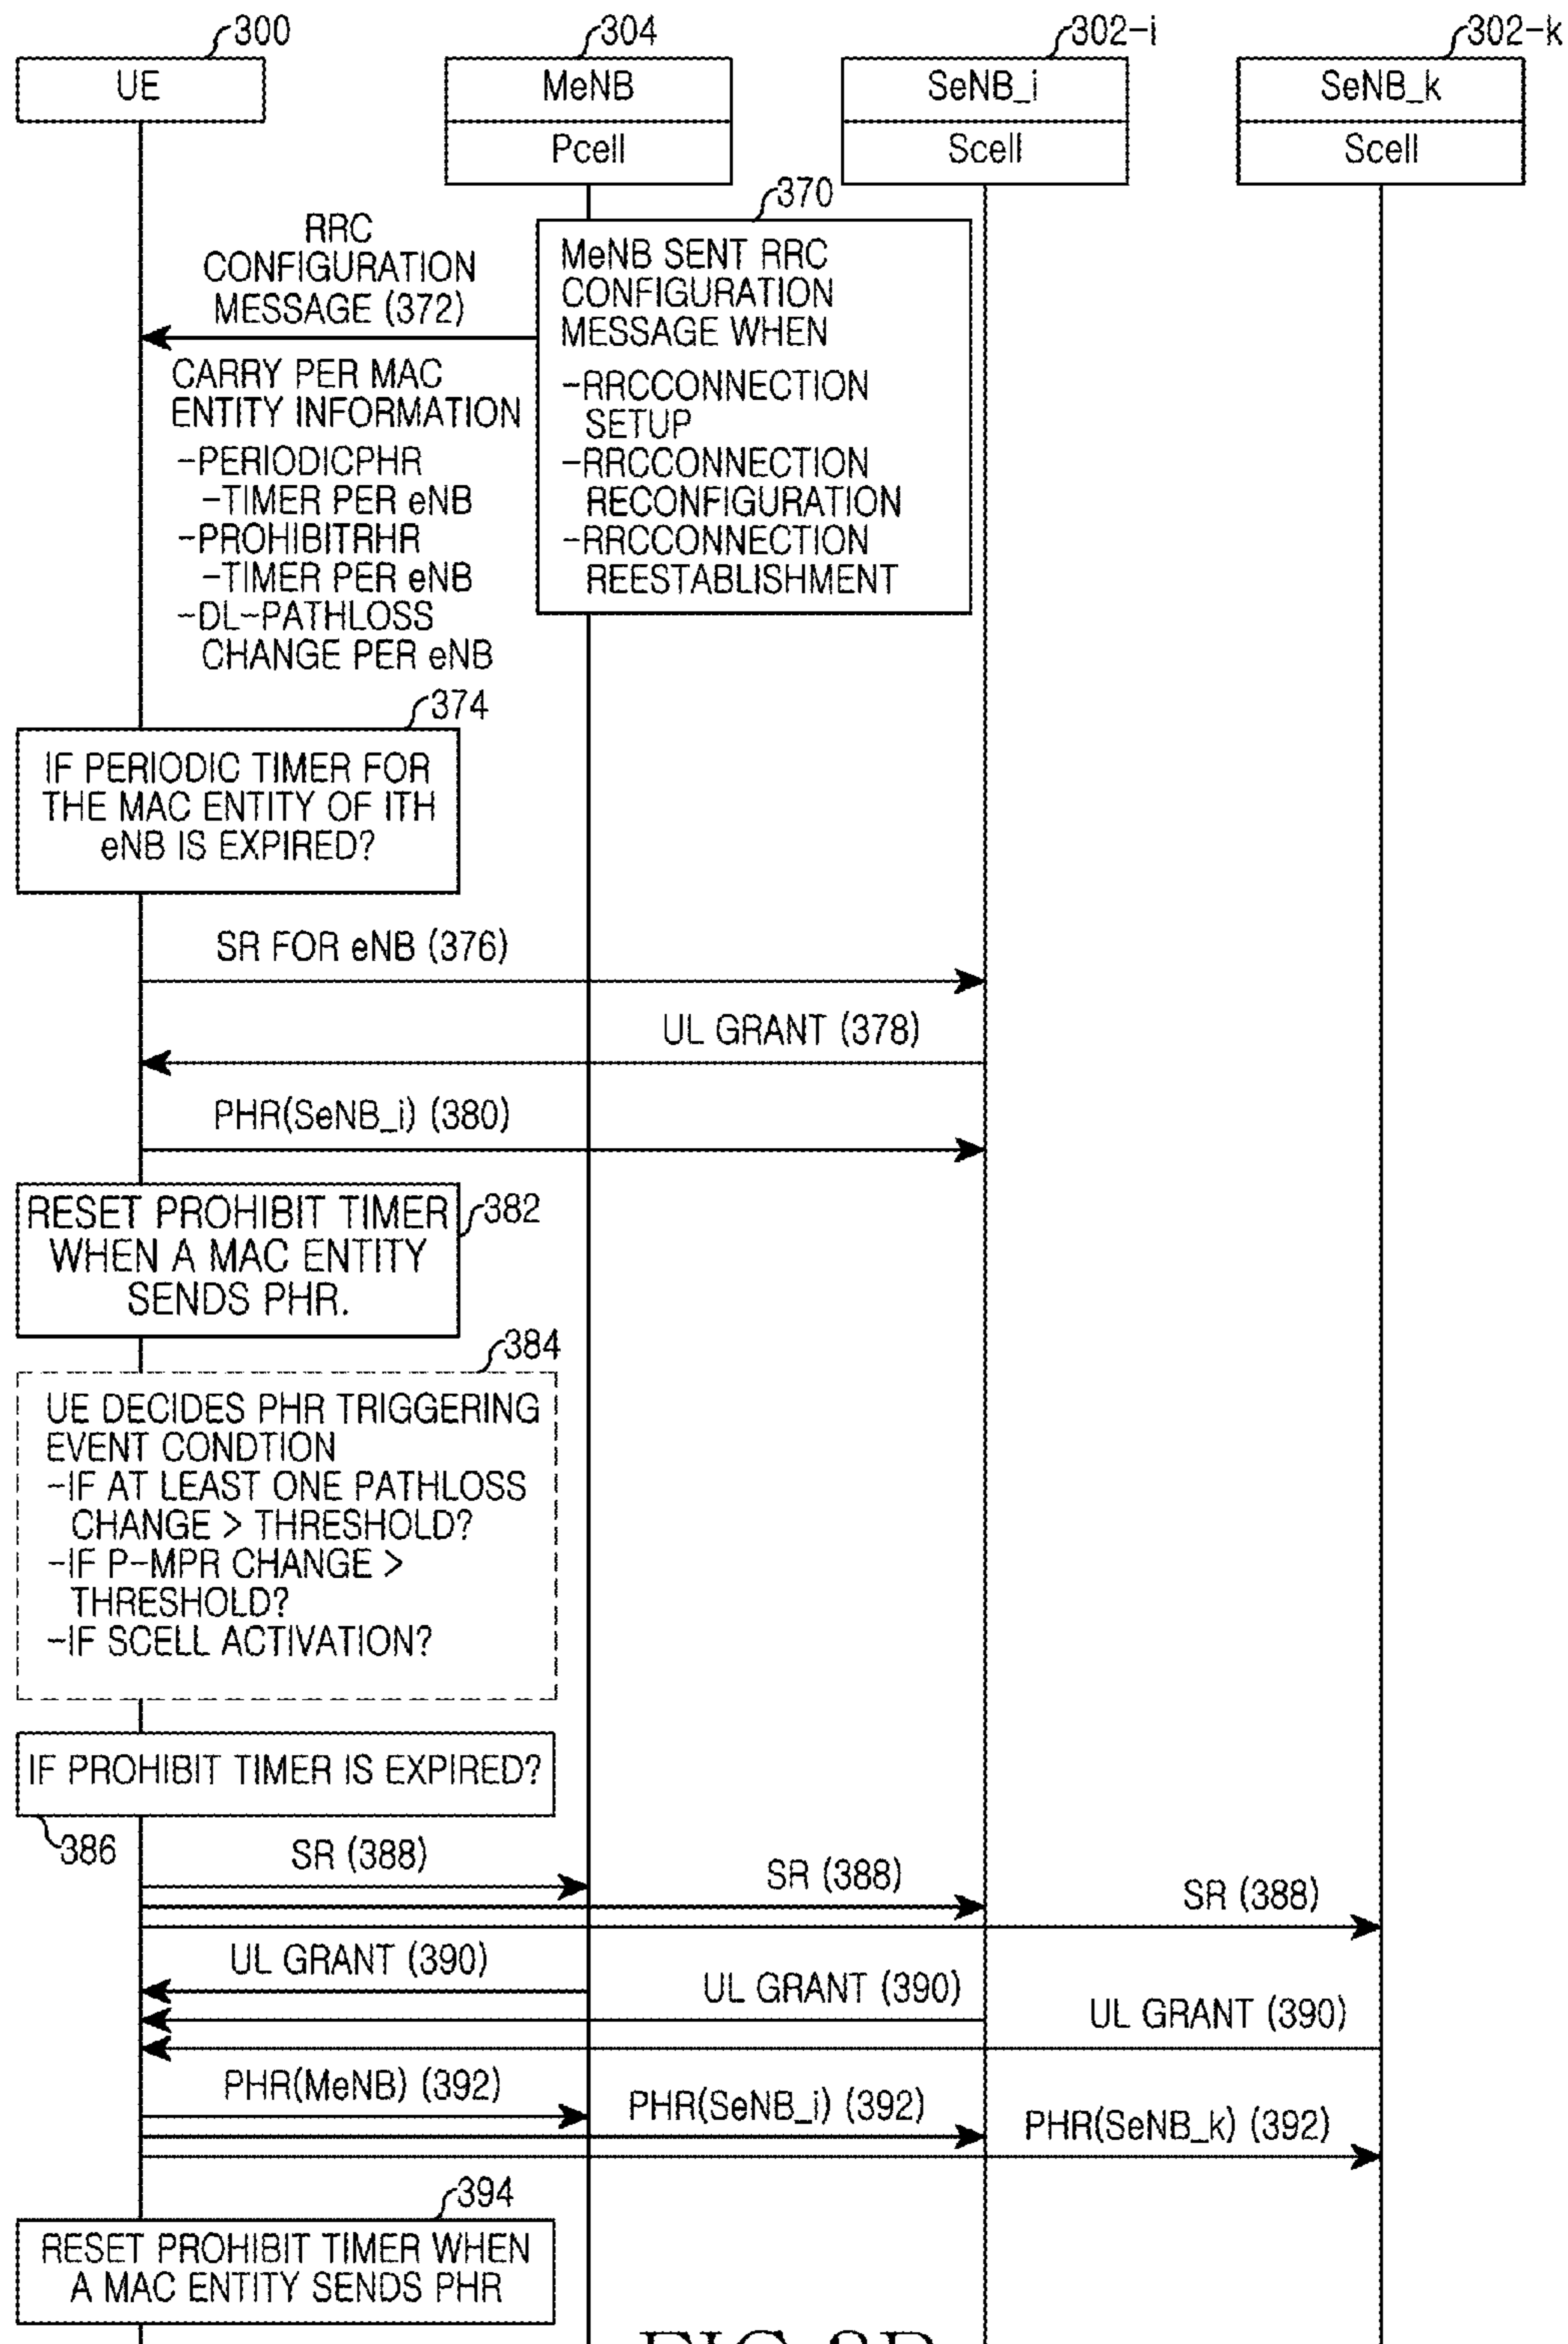 300
304
302-i
302-k
UE
MeNB
SeNB_i
SeNB_k
Pcell
Scell
Scell
370
RRC
CONFIGURATION
MESSAGE (372)
CARRY PER MAC
ENTITY INFORMATION
-PERIODICPHR
-TIMER PER eNB
-PROHIBITRHR
-TIMER PER eNB
-DL-PATHLOSS
CHANGE PER eNB
MeNB SENT RRC
CONFIGURATION
MESSAGE WHEN
-RRCCONNECTION
SETUP
-RRCCONNECTION
RECONFIGURATION
-RRCCONNECTION
REESTABLISHMENT
374
IF PERIODIC TIMER FOR
THE MAC ENTITY OF ITH
eNB IS EXPIRED?
SR FOR eNB (376)
UL GRANT (378)
PHR(SeNB_i) (380)
RESET PROHIBIT TIMER
WHEN A MAC ENTITY
SENDS PHR.
382
384
UE DECIDES PHR TRIGGERING
EVENT CONDTION
-IF AT LEAST ONE PATHLOSS
CHANGE > THRESHOLD?
-IF P-MPR CHANGE >
THRESHOLD?
-IF SCELL ACTIVATION?
IF PROHIBIT TIMER IS EXPIRED?
386
SR (388)
SR (388)
SR (388)
UL GRANT (390)
UL GRANT (390)
UL GRANT (390)
PHR(MeNB) (392)
PHR(SeNB_i) (392)
PHR(SeNB_k) (392)
394
RESET PROHIBIT TIMER WHEN
A MAC ENTITY SENDS PHR